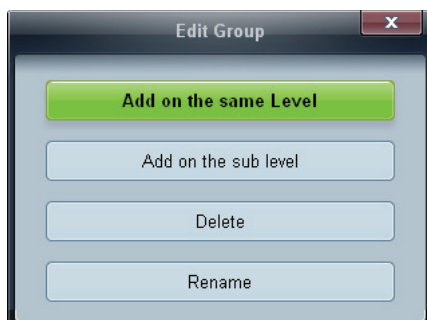 Edit Group
x
Add on the same Level
Add on the sub level
Delete
Rename